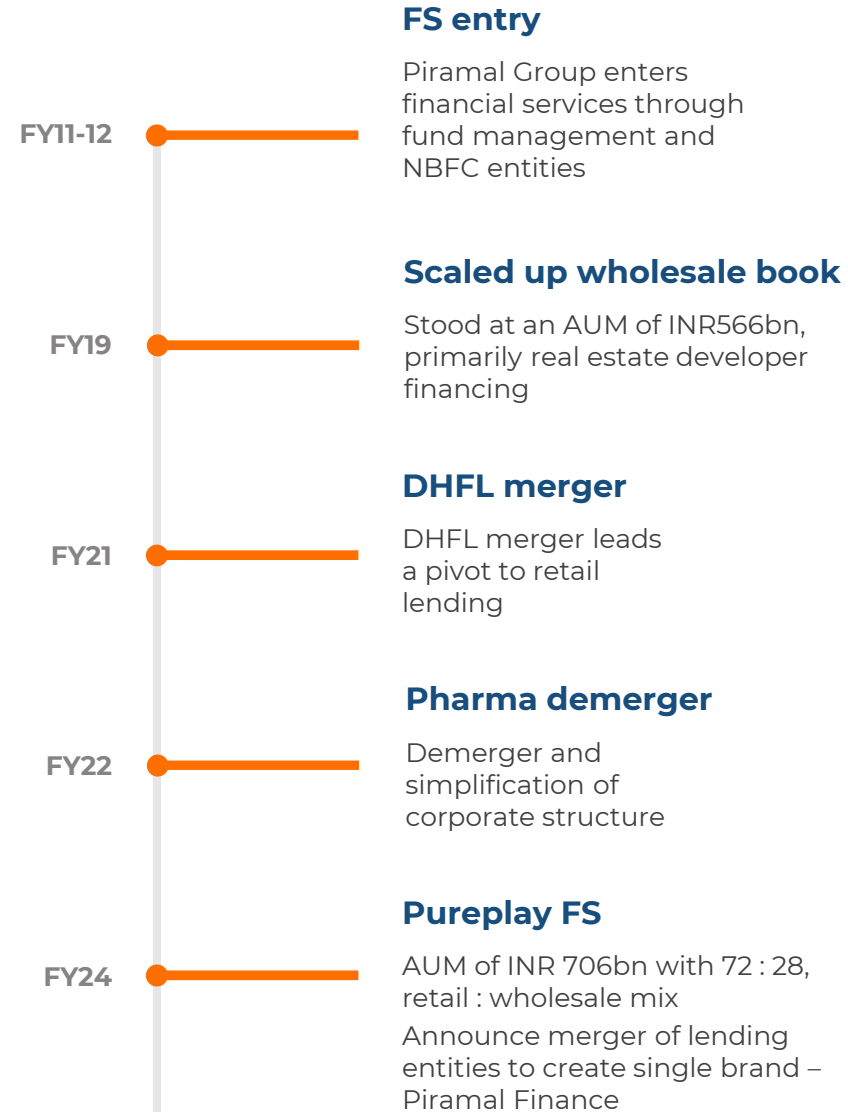 FS entry
Piramal Group enters
financial services through
fund management and
NBFC entities
FY11-12
Scaled up wholesale book
Stood at an AUM of INR566bn,
primarily real estate developer
financing
FY19
DHFL merger
DHFL merger leads
a pivot to retail
lending
FY21
Pharma demerger
Demerger and
simplification of
corporate structure
FY22
Pureplay FS
AUM of INR 706bn with 72 : 28,
retail : wholesale mix
Announce merger of lending
entities to create single brand –
Piramal Finance
FY24